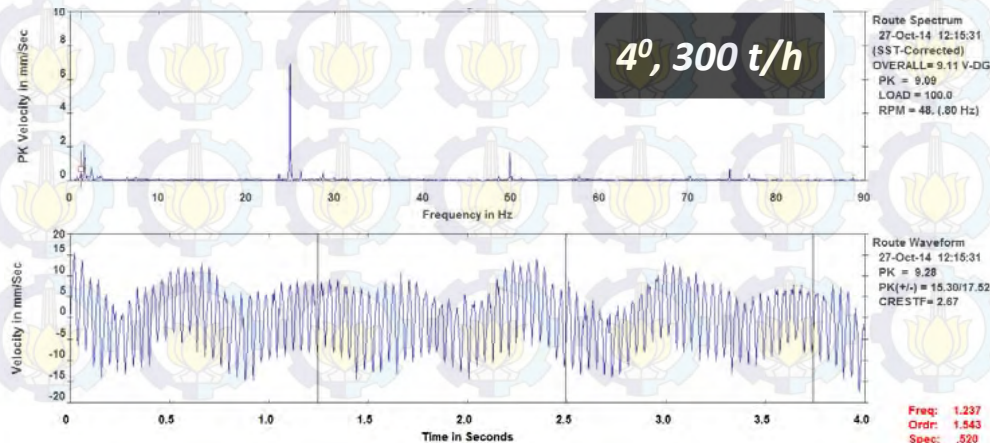 4⁰, 300 t/h
PK Velocity in mm/Sec
10
8
6
4
2
0
0 10 20 30 40 50 60 70 80 90
Frequency in Hz
Route Spectrum
27-Oct-14 12:15:31
(SST-Corrected)
OVERALL= 9.11 V-DG
PK = 9.09
LOAD = 100.0
RPM = 48. (.80 Hz)
Velocity in mm/Sec
20
15
10
5
0
-5
-10
-15
-20
0 0.5 1.0 1.5 2.0 2.5 3.0 3.5 4.0
Time in Seconds
Route Waveform
27-Oct-14 12:15:31
PK = 9.28
PK(+/-) = 15.30/17.52
CRESTF= 2.67
Freq: 1.237
Ordr: 1.543
Spec: .520